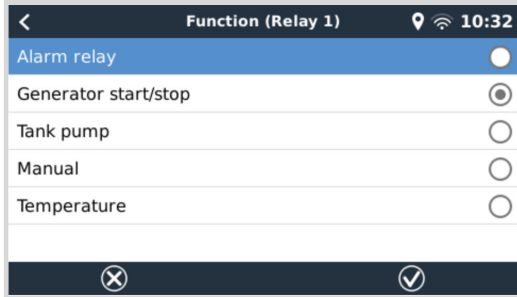 Function (Relay 1) 10:32
Alarm relay
Generator start/stop
Tank pump
Manual
Temperature